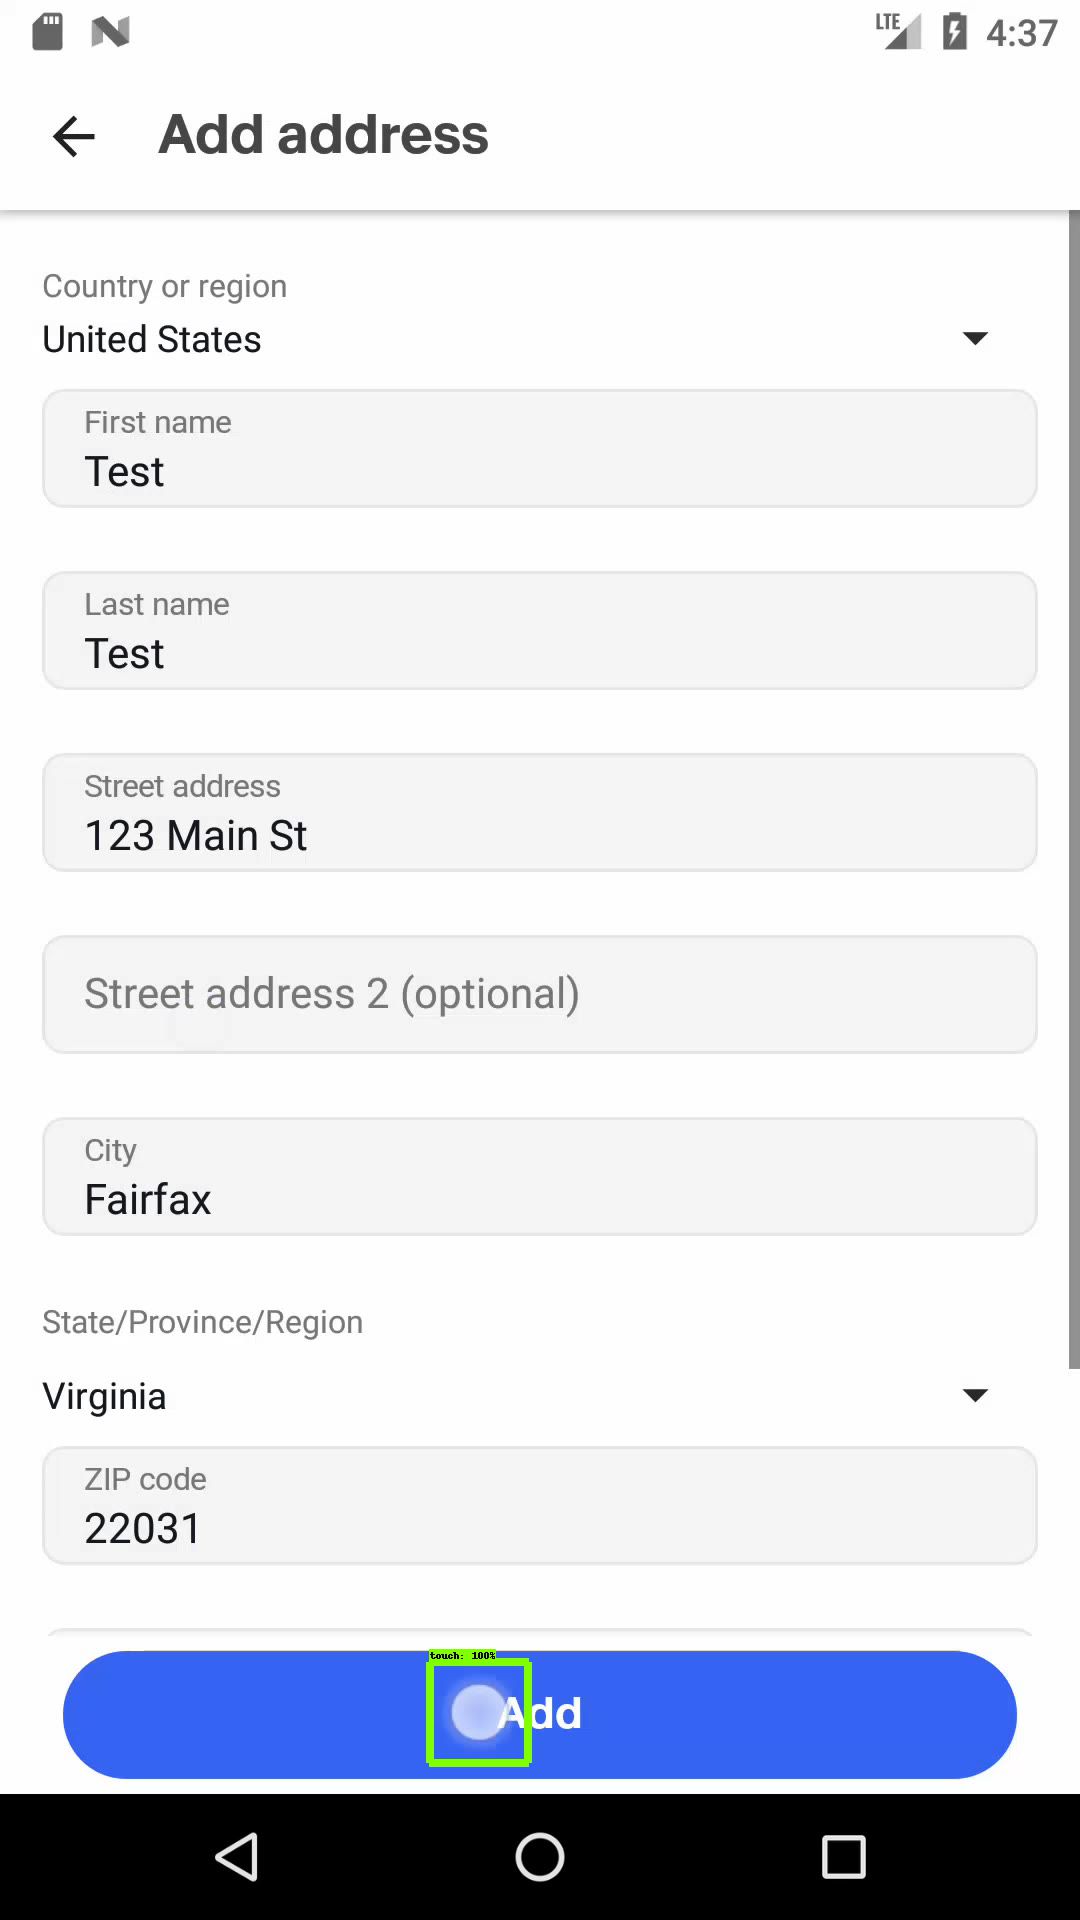 LTE 4:37
Add address
Country or region
United States
First name
Test
Last name
Test
Street address
123 Main St
Street address 2 (optional)
City
Fairfax
State/Province/Region
Virginia
ZIP code
22031
touch: 100%
Add